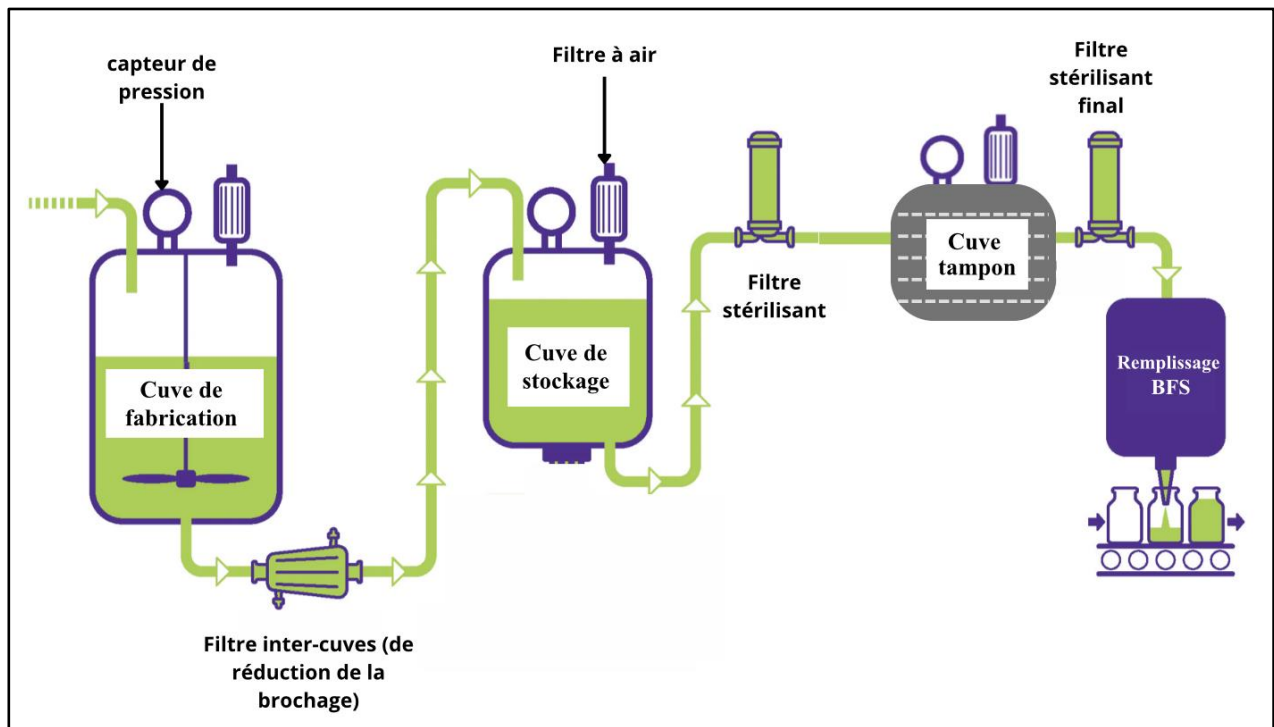 capteur de
pression
Filtre à air
Filtre
stérilisant
final
Cuve de
fabrication
Cuve de
stockage
Filtre
stérilisant
Cuve
tampon
Remplissage
BFS
Filtre inter-cuves (de
réduction de la
brochage)